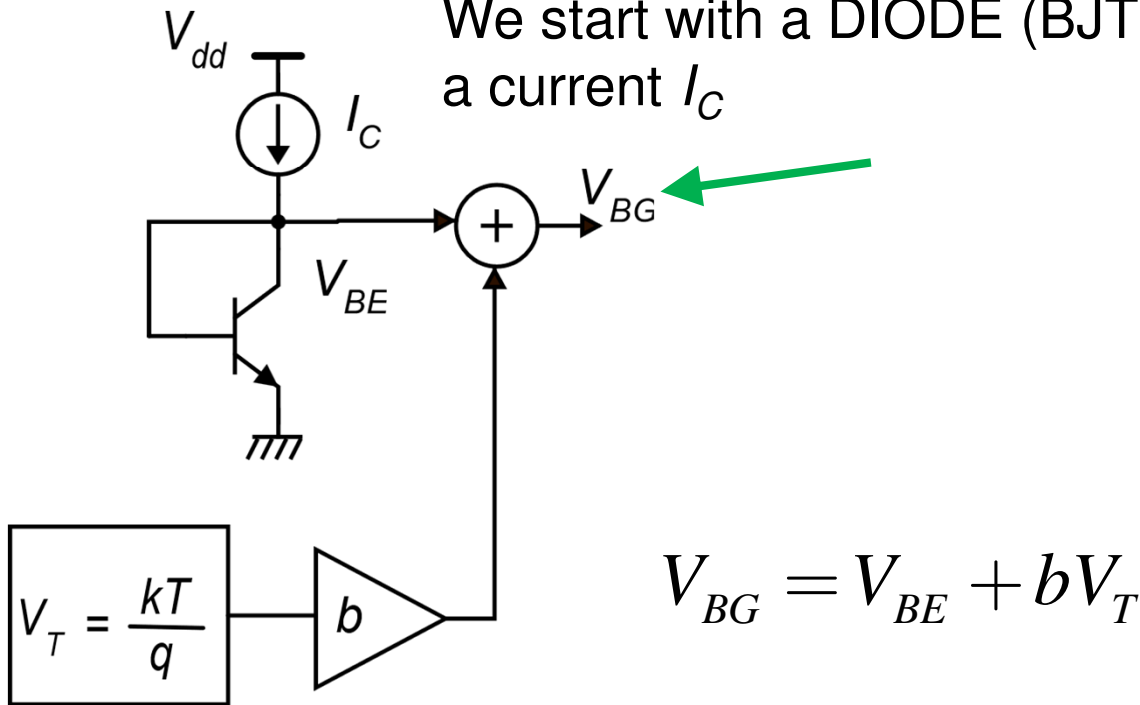 We start with a DIODE (BJT
a current I_C
V_dd
I_C
V_BG
+
V_BE
V_T = kT/q
b
V_BG = V_BE + bV_T